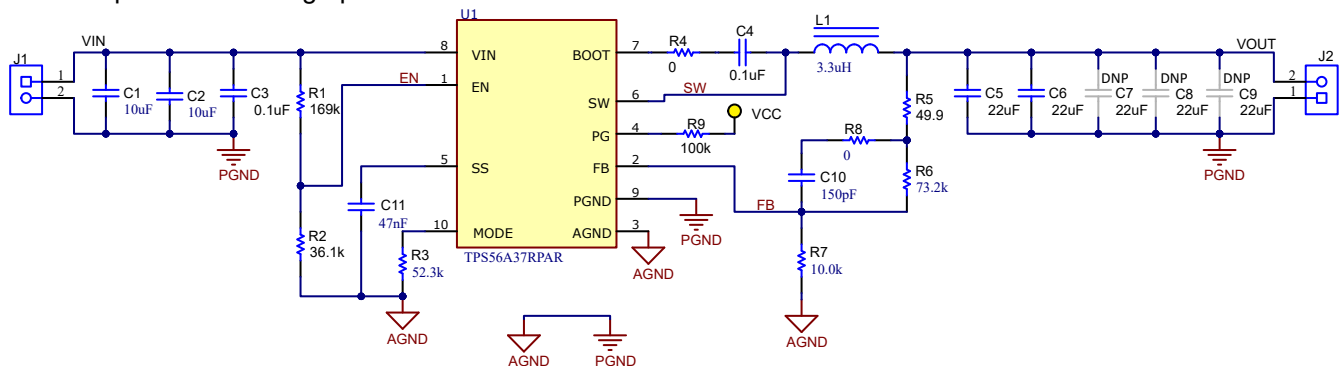 U1
TPS56A37RPAR
8 VIN
1 EN
5 SS
10 MODE
BOOT 7
SW 6
PG 4
FB 2
PGND 9
AGND 3
J1
1
2
VIN
C1
10uF
C2
10uF
C3
0.1uF
PGND
R1
169k
EN
R2
36.1k
C11
47nF
R3
52.3k
AGND
R4
0
C4
0.1uF
SW
L1
3.3uH
R9
100k
VCC
R8
0
C10
150pF
FB
R5
49.9
R6
73.2k
R7
10.0k
AGND
PGND
AGND
AGND
PGND
C5
22uF
C6
22uF
DNP
C7
22uF
DNP
C8
22uF
DNP
C9
22uF
PGND
VOUT
J2
2
1